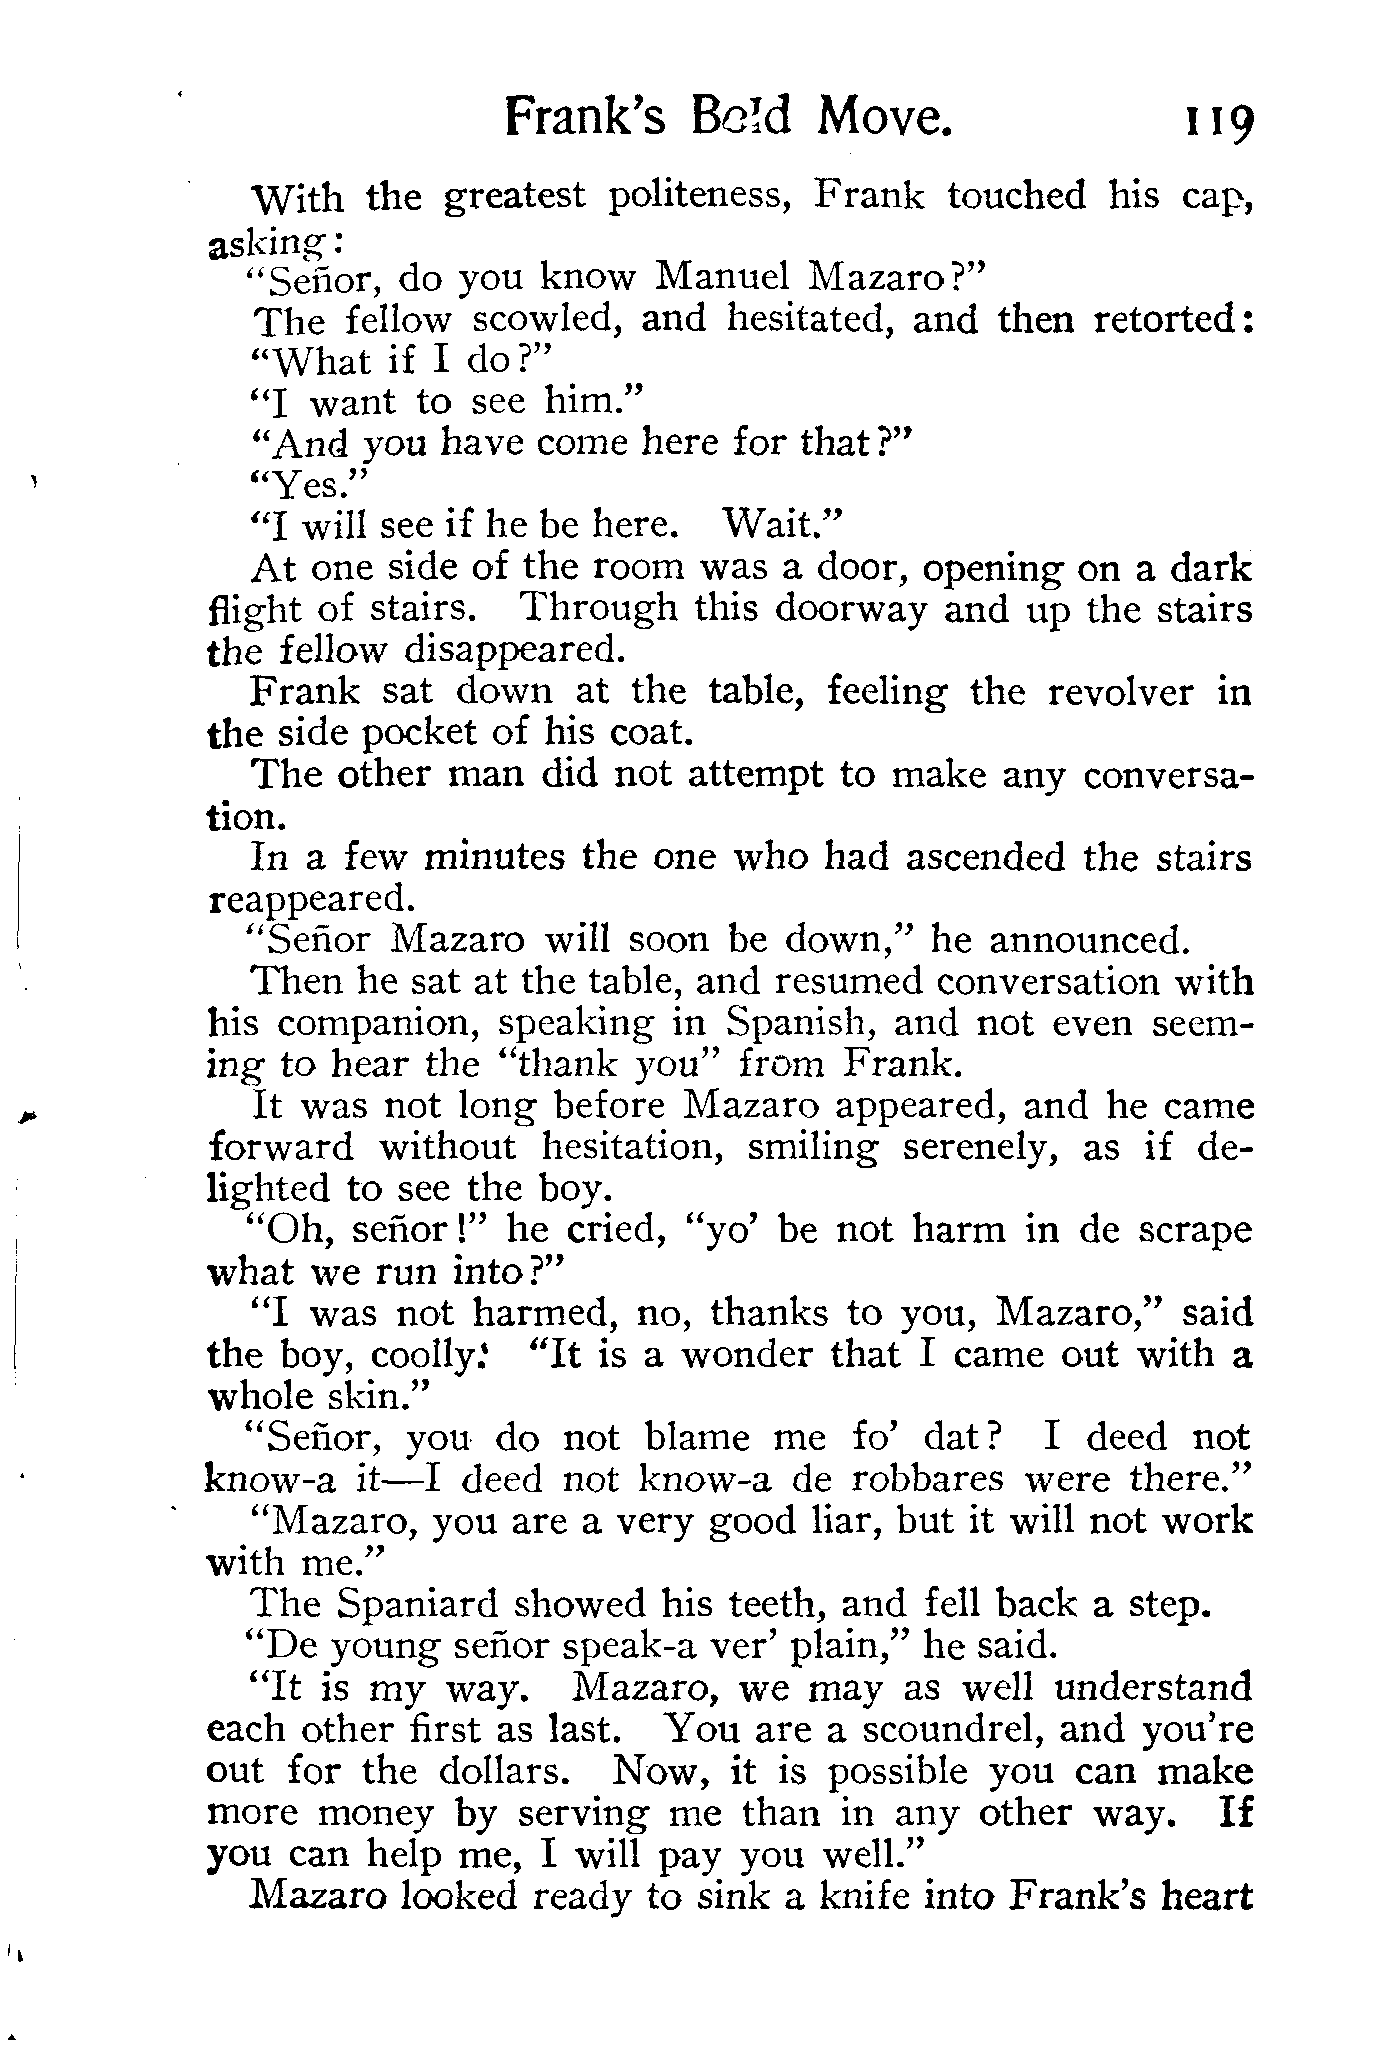 Frank's Bold Move. 119
With the greatest politeness, Frank touched his cap,
asking:
"Señor, do you know Manuel Mazaro?"
The fellow scowled, and hesitated, and then retorted:
"What if I do?"
"I want to see him."
"And you have come here for that?"
"Yes."
"I will see if he be here. Wait."
At one side of the room was a door, opening on a dark
flight of stairs. Through this doorway and up the stairs
the fellow disappeared.
Frank sat down at the table, feeling the revolver in
the side pocket of his coat.
The other man did not attempt to make any conversa-
tion.
In a few minutes the one who had ascended the stairs
reappeared.
"Señor Mazaro will soon be down," he announced.
Then he sat at the table, and resumed conversation with
his companion, speaking in Spanish, and not even seem-
ing to hear the "thank you" from Frank.
It was not long before Mazaro appeared, and he came
forward without hesitation, smiling serenely, as if de-
lighted to see the boy.
"Oh, señor!" he cried, "yo' be not harm in de scrape
what we run into?"
"I was not harmed, no, thanks to you, Mazaro," said
the boy, coolly. "It is a wonder that I came out with a
whole skin."
"Señor, you do not blame me fo' dat? I deed not
know-a it—I deed not know-a de robbares were there."
"Mazaro, you are a very good liar, but it will not work
with me."
The Spaniard showed his teeth, and fell back a step.
"De young señor speak-a ver' plain," he said.
"It is my way. Mazaro, we may as well understand
each other first as last. You are a scoundrel, and you're
out for the dollars. Now, it is possible you can make
more money by serving me than in any other way. If
you can help me, I will pay you well."
Mazaro looked ready to sink a knife into Frank's heart